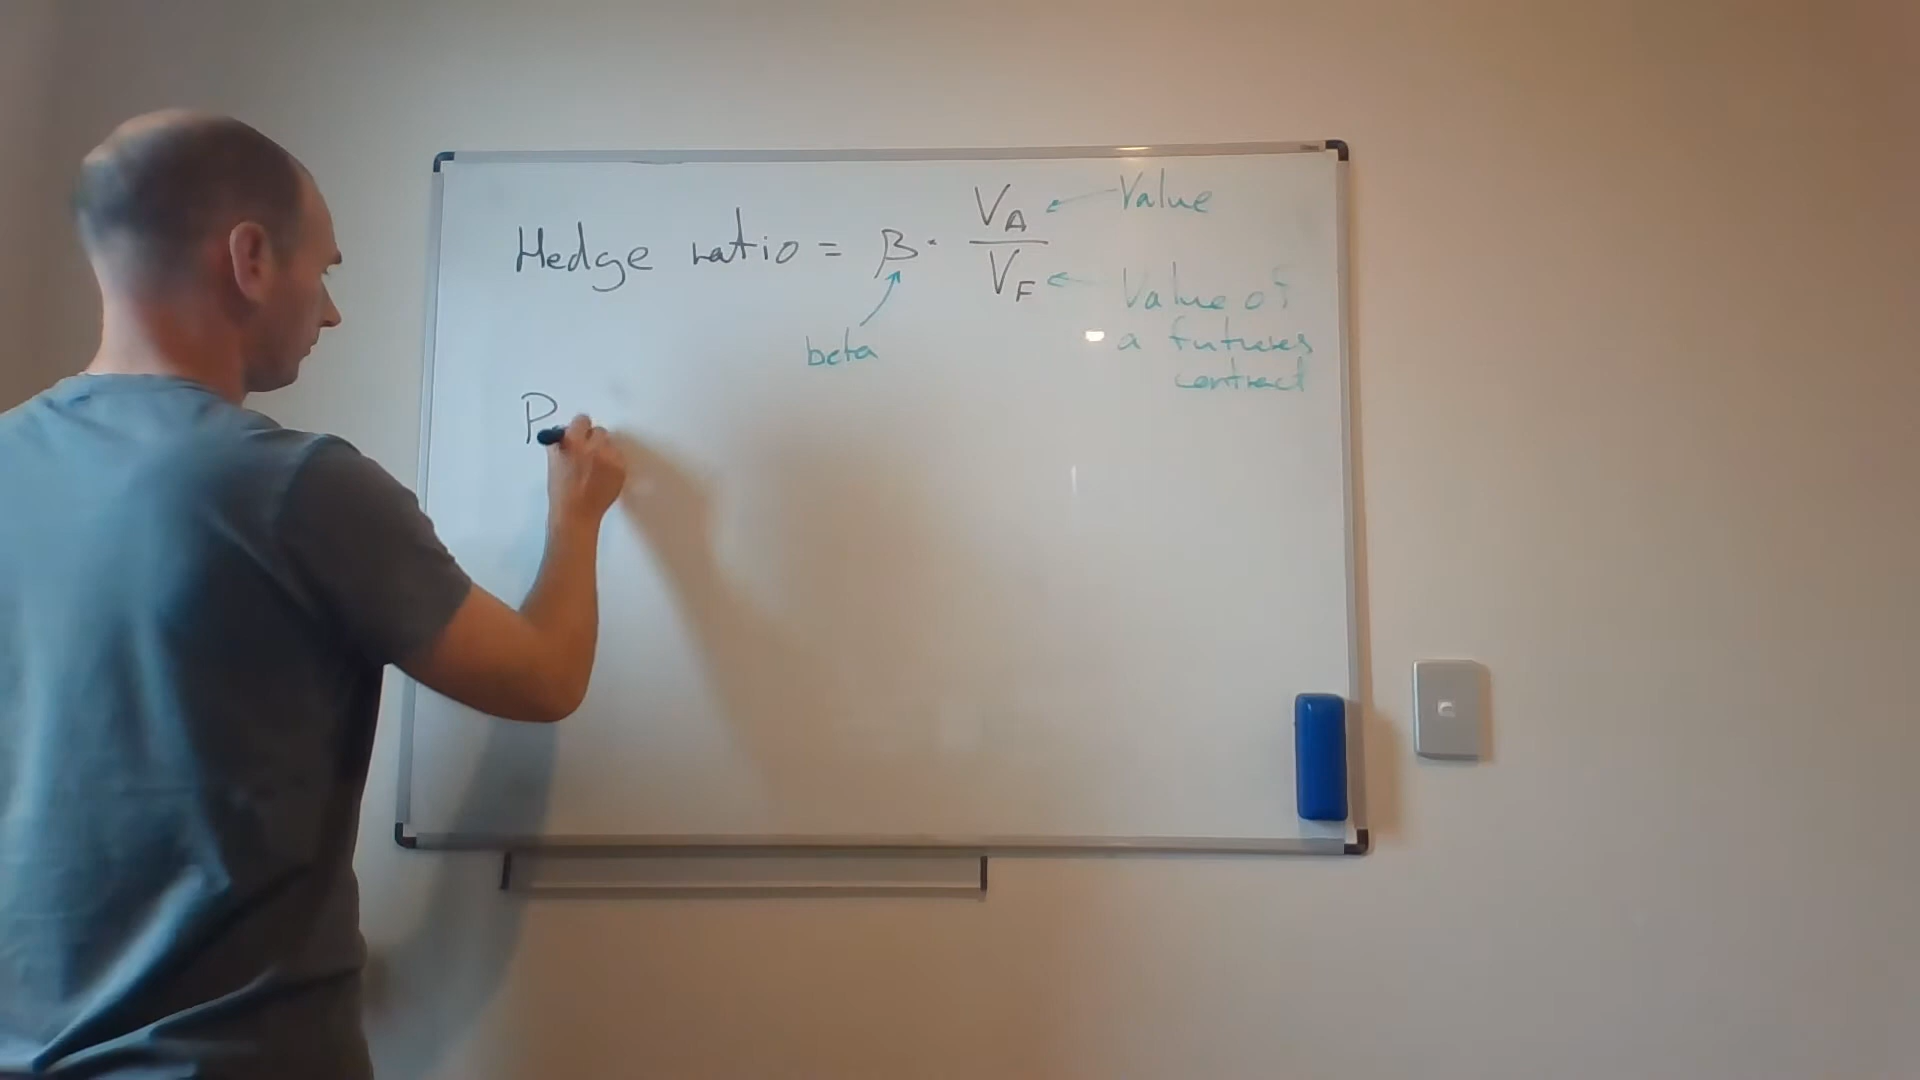 Hedge ratio = β · V_A / V_F
Value
Value of
a futures
contract
beta
P